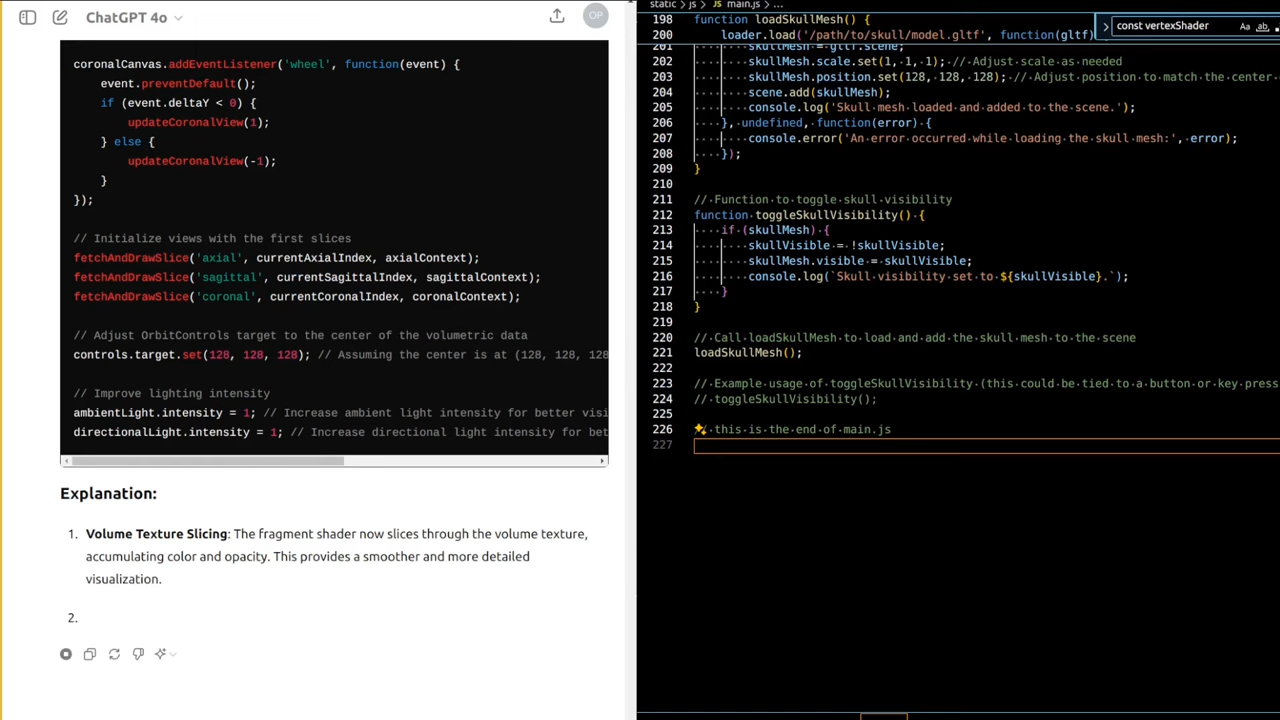 ChatGPT 4o
OP
coronalCanvas.addEventListener('wheel', function(event) {
    event.preventDefault();
    if (event.deltaY < 0) {
        updateCoronalView(1);
    } else {
        updateCoronalView(-1);
    }
});
// Initialize views with the first slices
fetchAndDrawSlice('axial', currentAxialIndex, axialContext);
fetchAndDrawSlice('sagittal', currentSagittalIndex, sagittalContext);
fetchAndDrawSlice('coronal', currentCoronalIndex, coronalContext);
// Adjust OrbitControls target to the center of the volumetric data
controls.target.set(128, 128, 128); // Assuming the center is at (128, 128, 128
// Improve lighting intensity
ambientLight.intensity = 1; // Increase ambient light intensity for better visi
directionalLight.intensity = 1; // Increase directional light intensity for bet
Explanation:
1. Volume Texture Slicing: The fragment shader now slices through the volume texture,
accumulating color and opacity. This provides a smoother and more detailed
visualization.
2.
static > js > JS main.js > ...
const vertexShader Aa ab
198 function loadSkullMesh() {
200     loader.load('/path/to/skull/model.gltf', function(gltf)
201         skullMesh = gltf.scene;
202         skullMesh.scale.set(1, 1, 1); // Adjust scale as needed
203         skullMesh.position.set(128, 128, 128); // Adjust position to match the center
204         scene.add(skullMesh);
205         console.log('Skull mesh loaded and added to the scene.');
206     }, undefined, function(error) {
207         console.error('An error occurred while loading the skull mesh:', error);
208     });
209 }
210
211 // Function to toggle skull visibility
212 function toggleSkullVisibility() {
213     if (skullMesh) {
214         skullVisible = !skullVisible;
215         skullMesh.visible = skullVisible;
216         console.log(`Skull visibility set to ${skullVisible}.`);
217     }
218 }
219
220 // Call loadSkullMesh to load and add the skull mesh to the scene
221 loadSkullMesh();
222
223 // Example usage of toggleSkullVisibility (this could be tied to a button or key press
224 // toggleSkullVisibility();
225
226 // this is the end of main.js
227